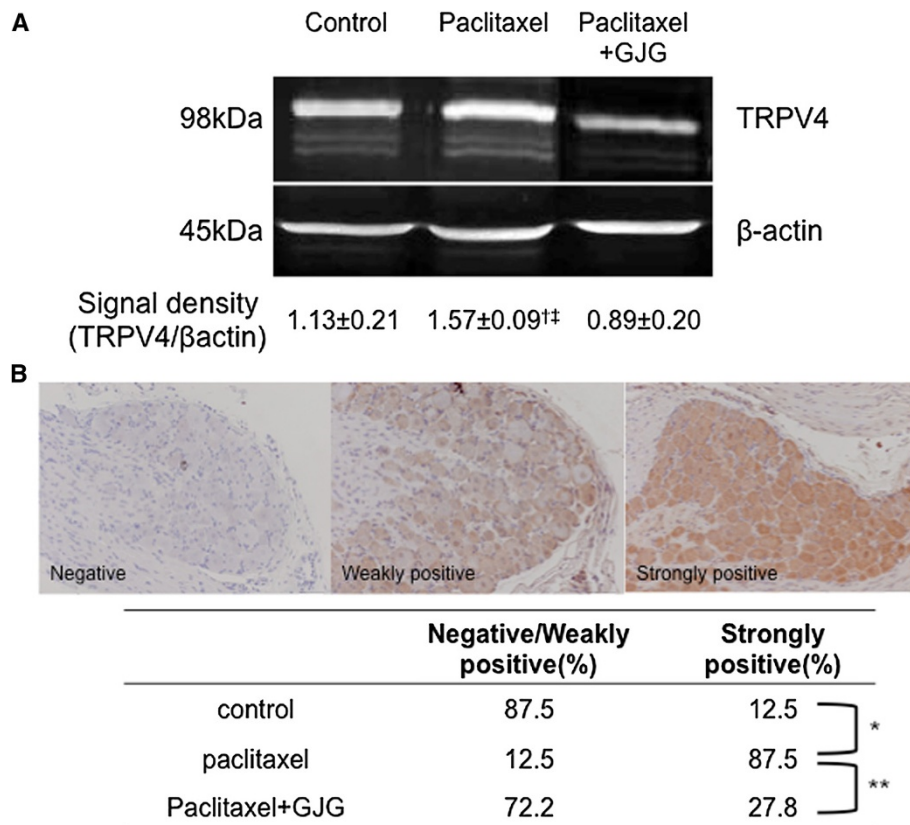 A
Control Paclitaxel Paclitaxel
+GJG
98kDa TRPV4
45kDa β-actin
Signal density
(TRPV4/βactin) 1.13±0.21 1.57±0.09†‡ 0.89±0.20
B
Negative Weakly positive Strongly positive
Negative/Weakly Strongly
positive(%) positive(%)
control 87.5 12.5
*
paclitaxel 12.5 87.5
**
Paclitaxel+GJG 72.2 27.8